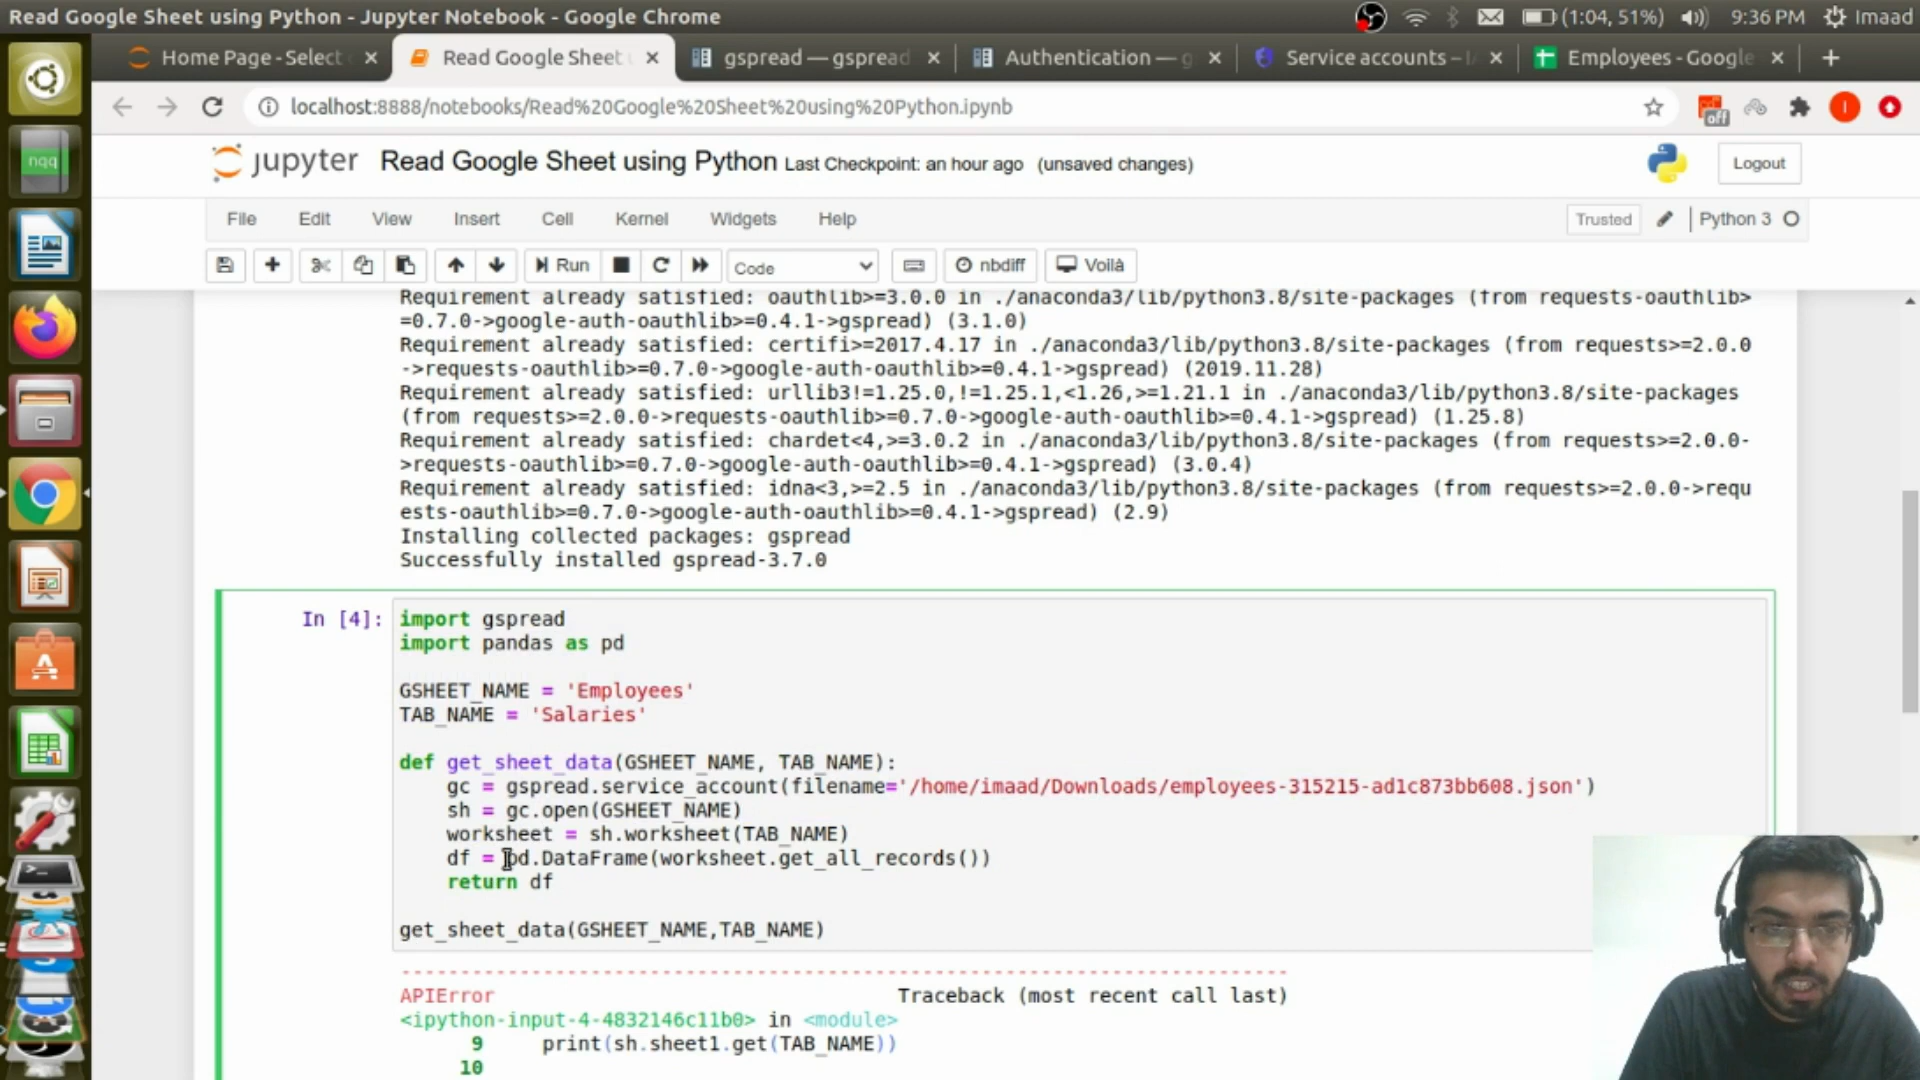 Read Google Sheet using Python - Jupyter Notebook - Google Chrome
(1:04, 51%)
9:36 PM
Imaad
Home Page - Select
Read Google Sheet
gspread — gspread
Authentication — g
Service accounts – I
Employees - Google
localhost:8888/notebooks/Read%20Google%20Sheet%20using%20Python.ipynb
off
I
nqq
jupyter
Read Google Sheet using Python Last Checkpoint: an hour ago (unsaved changes)
Logout
File Edit View Insert Cell Kernel Widgets Help
Trusted
Python 3
Run
Code
nbdiff
Voilà
Requirement already satisfied: oauthlib>=3.0.0 in ./anaconda3/lib/python3.8/site-packages (from requests-oauthlib>
=0.7.0->google-auth-oauthlib>=0.4.1->gspread) (3.1.0)
Requirement already satisfied: certifi>=2017.4.17 in ./anaconda3/lib/python3.8/site-packages (from requests>=2.0.0
->requests-oauthlib>=0.7.0->google-auth-oauthlib>=0.4.1->gspread) (2019.11.28)
Requirement already satisfied: urllib3!=1.25.0,!=1.25.1,<1.26,>=1.21.1 in ./anaconda3/lib/python3.8/site-packages
(from requests>=2.0.0->requests-oauthlib>=0.7.0->google-auth-oauthlib>=0.4.1->gspread) (1.25.8)
Requirement already satisfied: chardet<4,>=3.0.2 in ./anaconda3/lib/python3.8/site-packages (from requests>=2.0.0-
>requests-oauthlib>=0.7.0->google-auth-oauthlib>=0.4.1->gspread) (3.0.4)
Requirement already satisfied: idna<3,>=2.5 in ./anaconda3/lib/python3.8/site-packages (from requests>=2.0.0->requ
ests-oauthlib>=0.7.0->google-auth-oauthlib>=0.4.1->gspread) (2.9)
Installing collected packages: gspread
Successfully installed gspread-3.7.0
In [4]:
import gspread
import pandas as pd
GSHEET_NAME = 'Employees'
TAB_NAME = 'Salaries'
def get_sheet_data(GSHEET_NAME, TAB_NAME):
gc = gspread.service_account(filename='/home/imaad/Downloads/employees-315215-ad1c873bb608.json')
sh = gc.open(GSHEET_NAME)
worksheet = sh.worksheet(TAB_NAME)
df = pd.DataFrame(worksheet.get_all_records())
return df
get_sheet_data(GSHEET_NAME,TAB_NAME)
---------------------------------------------------------------------------
APIError Traceback (most recent call last)
<ipython-input-4-4832146c11b0> in <module>
9 print(sh.sheet1.get(TAB_NAME))
10